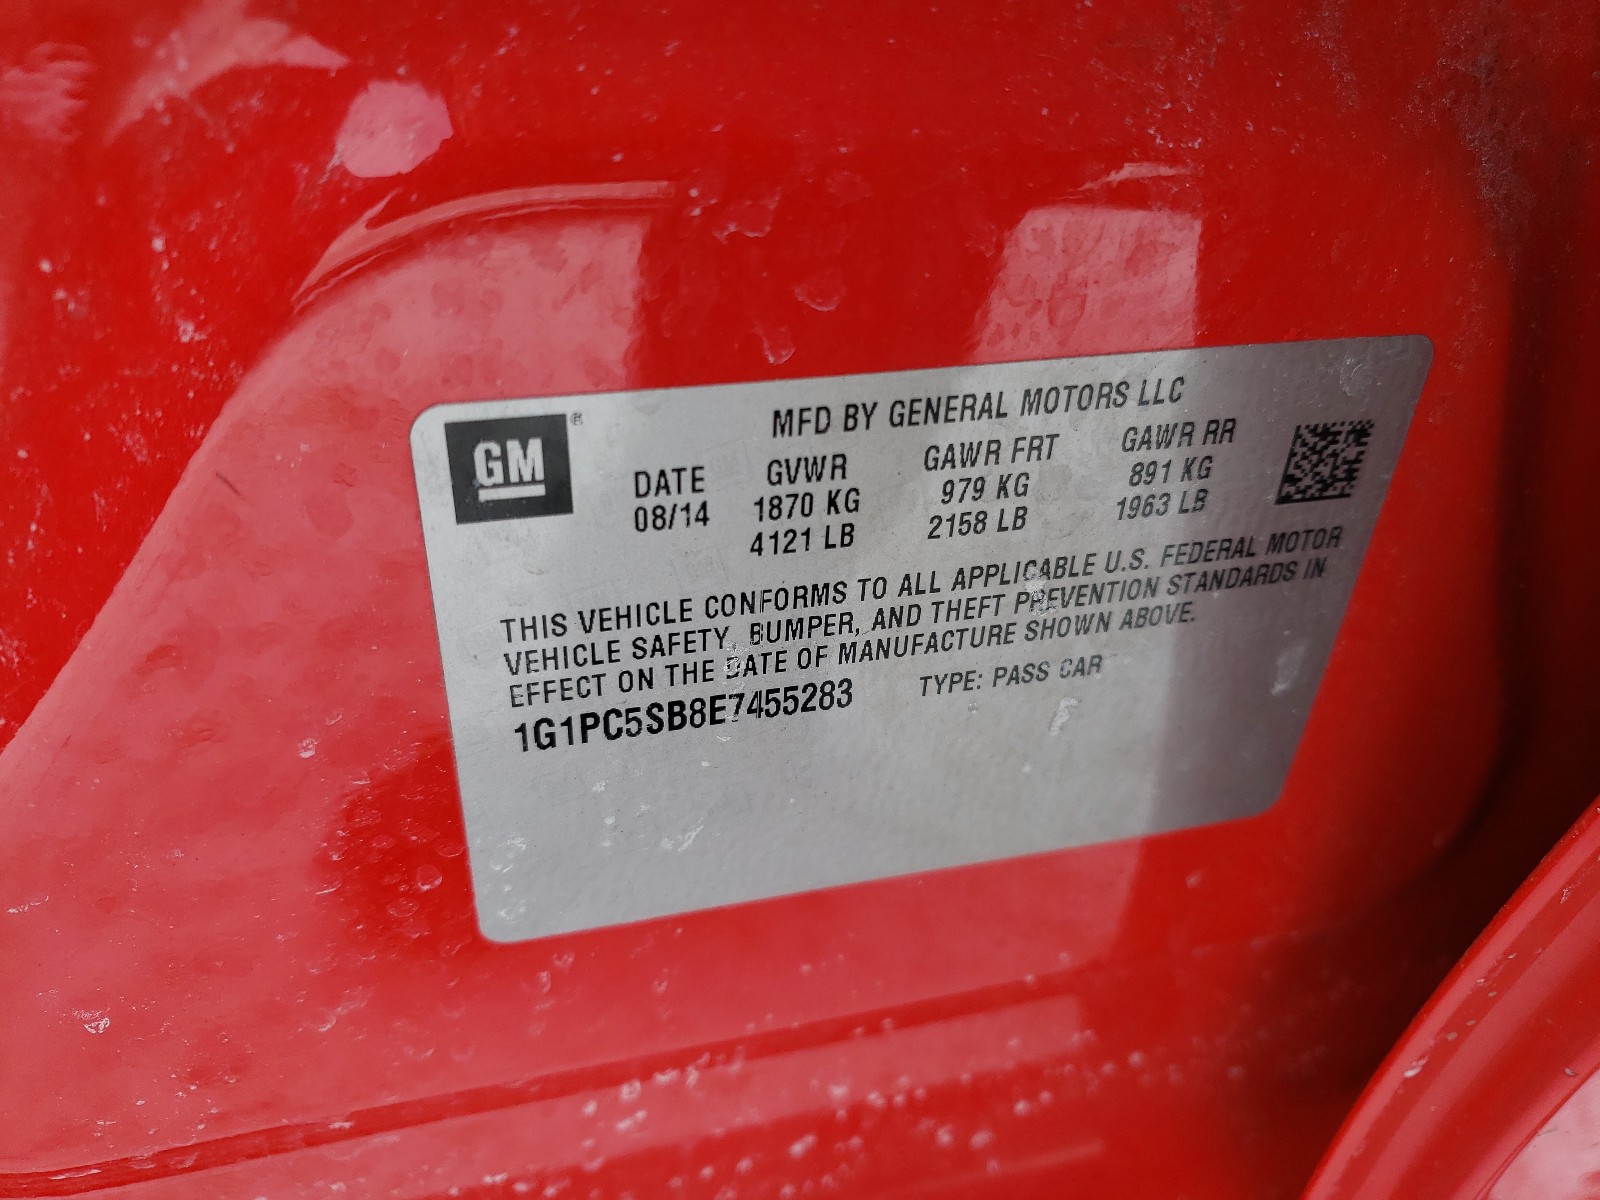 GM®
MFD BY GENERAL MOTORS LLC
DATE GVWR GAWR FRT GAWR RR
08/14 1870 KG 979 KG 891 KG
4121 LB 2158 LB 1963 LB
THIS VEHICLE CONFORMS TO ALL APPLICABLE U.S. FEDERAL MOTOR
VEHICLE SAFETY, BUMPER, AND THEFT PREVENTION STANDARDS IN
EFFECT ON THE DATE OF MANUFACTURE SHOWN ABOVE.
1G1PC5SB8E7455283 TYPE: PASS CAR